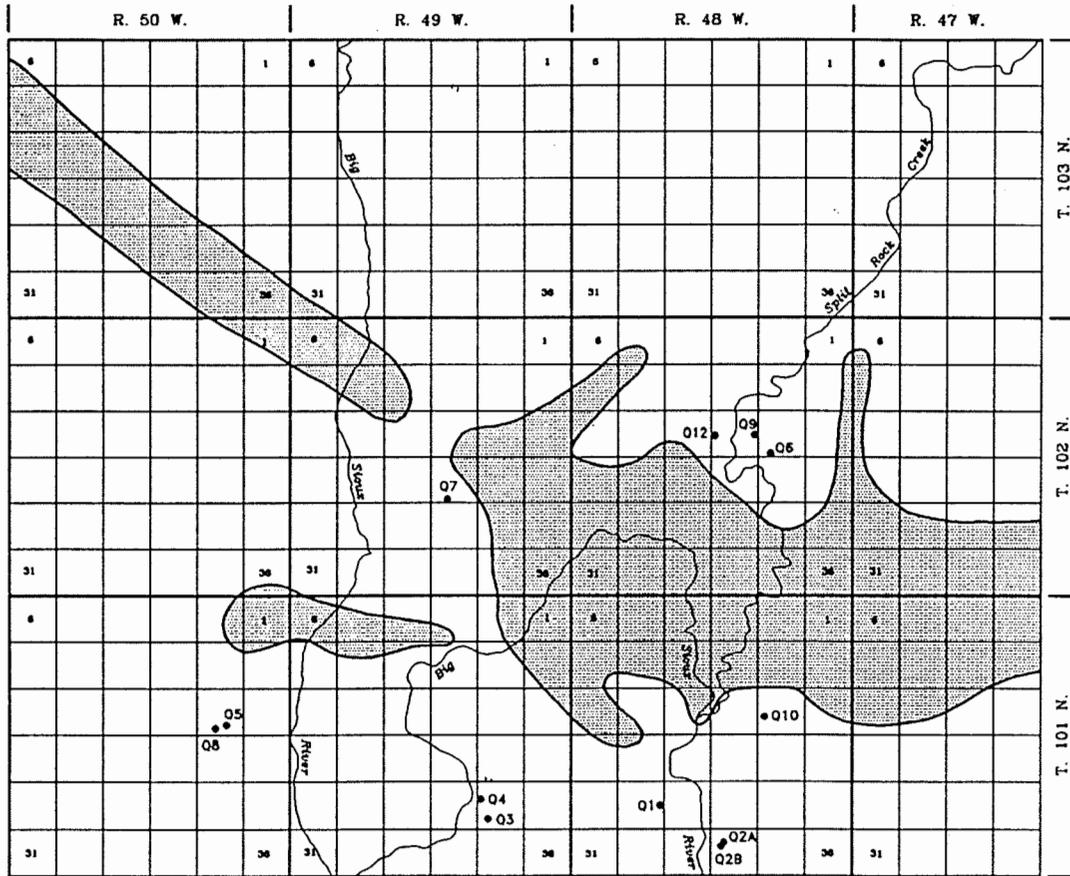 R. 50 W. R. 49 W. R. 48 W. R. 47 W.
6 1 6 1 6 1 6
T. 103 N.
Big
Creek
Rock
Split
31 36 31 36 31 36 31
6 1 6 1 6 1 6
T. 102 N.
Q12 Q9
Q6
Q7
Sioux
31 36 31 36 31 36 31
6 1 6 1 6 1 6
Sioux
Big
T. 101 N.
Q5
Q8
Q10
River
Q4
Q3
Q1
River
Q2A
Q2B
31 36 31 36 31 36 31